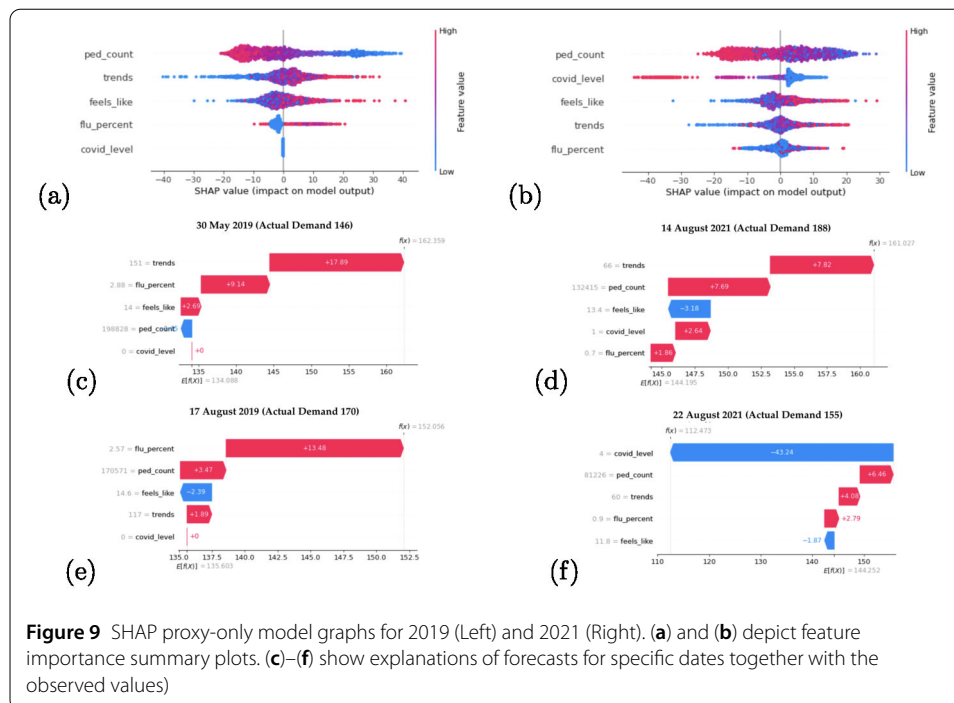 High
ped_count
trends
feels_like
flu_percent
covid_level
Feature value
Low
−40 −30 −20 −10 0 10 20 30 40
SHAP value (impact on model output)
(a)
High
ped_count
covid_level
feels_like
trends
flu_percent
Feature value
Low
−40 −30 −20 −10 0 10 20 30
SHAP value (impact on model output)
(b)
30 May 2019 (Actual Demand 146)
f(x) = 162.359
151 = trends
+17.89
2.88 = flu_percent
+9.14
14 = feels_like
+2.69
198828 = ped_count
0 = covid_level
+0
135 140 145 150 155 160
E[f(X)] = 134.088
(c)
14 August 2021 (Actual Demand 188)
f(x) = 161.027
66 = trends
+7.82
132415 = ped_count
+7.69
13.4 = feels_like
−3.18
1 = covid_level
+2.64
0.7 = flu_percent
+1.86
145.0 147.5 150.0 152.5 155.0 157.5 160.0
E[f(X)] = 144.195
(d)
17 August 2019 (Actual Demand 170)
f(x) = 152.056
2.57 = flu_percent
+13.48
170571 = ped_count
+3.47
14.6 = feels_like
−2.39
117 = trends
+1.89
0 = covid_level
+0
135.0 137.5 140.0 142.5 145.0 147.5 150.0 152.5
E[f(X)] = 135.603
(e)
22 August 2021 (Actual Demand 155)
f(x) = 112.473
4 = covid_level
−43.24
81226 = ped_count
+6.46
60 = trends
+4.08
0.9 = flu_percent
+2.79
11.8 = feels_like
−1.87
110 120 130 140 150
E[f(X)] = 144.252
(f)
Figure 9 SHAP proxy-only model graphs for 2019 (Left) and 2021 (Right). (a) and (b) depict feature
importance summary plots. (c)–(f) show explanations of forecasts for specific dates together with the
observed values)